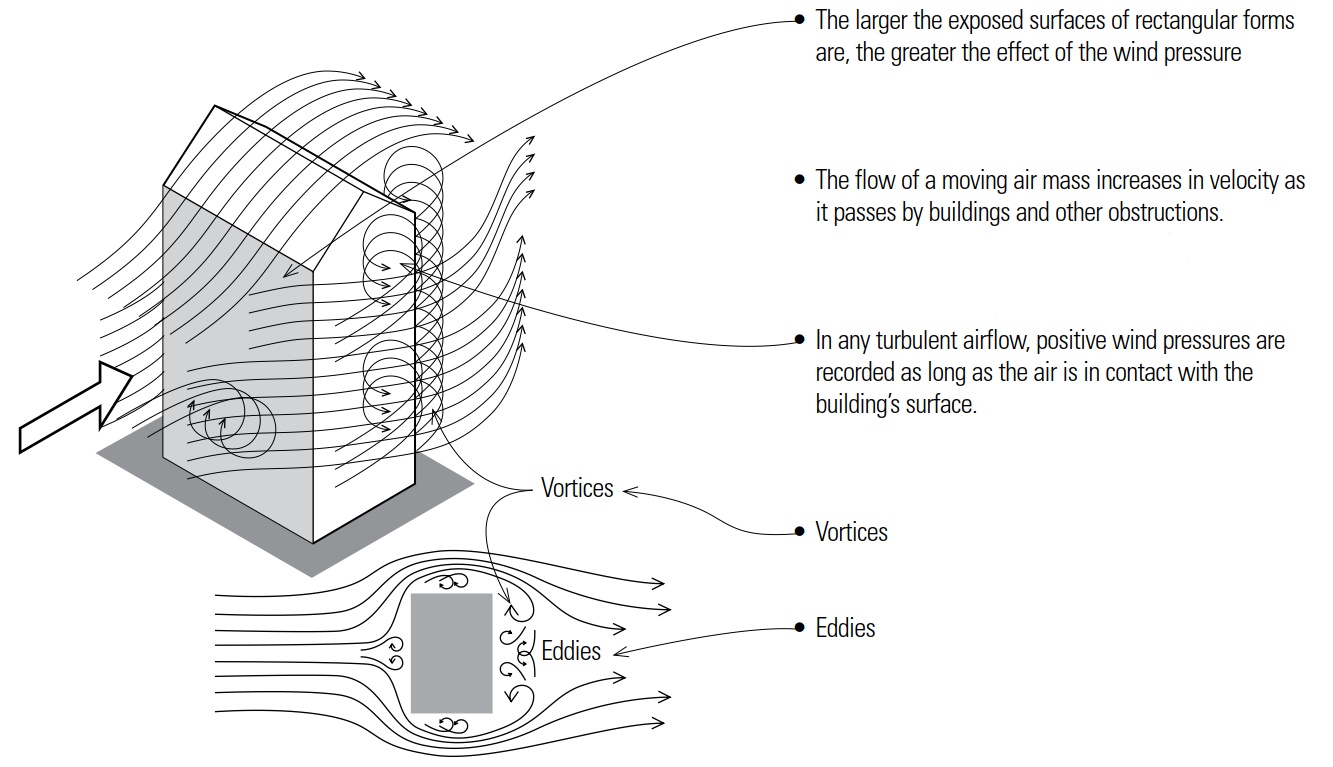 • The larger the exposed surfaces of rectangular forms
are, the greater the effect of the wind pressure
• The flow of a moving air mass increases in velocity as
it passes by buildings and other obstructions.
• In any turbulent airflow, positive wind pressures are
recorded as long as the air is in contact with the
building’s surface.
Vortices
• Vortices
• Eddies
Eddies